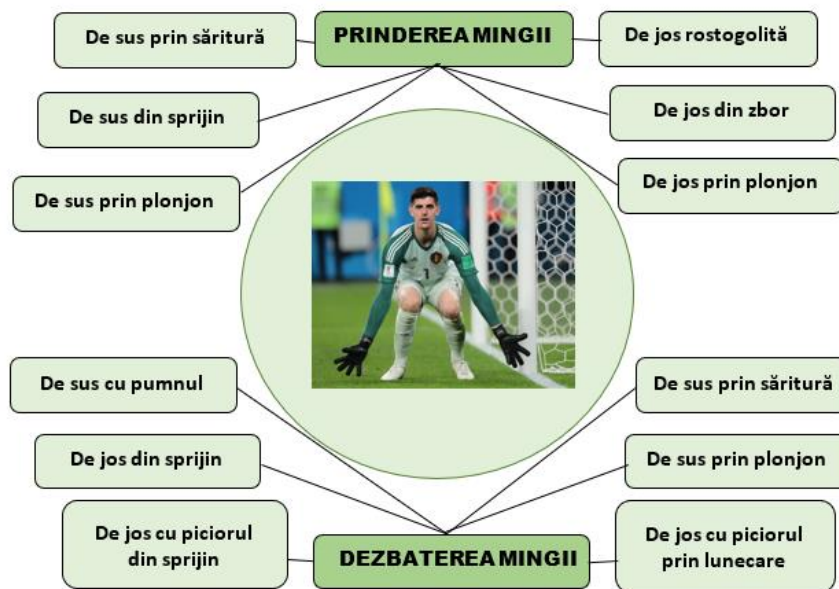 De sus prin săritură
PRINDEREA MINGII
De jos rostogolită
De sus din sprijin
De jos din zbor
De sus prin plonjon
De jos prin plonjon
1
De sus cu pumnul
De sus prin săritură
De jos din sprijin
De sus prin plonjon
De jos cu piciorul
din sprijin
DEZBATEREA MINGII
De jos cu piciorul
prin lunecare